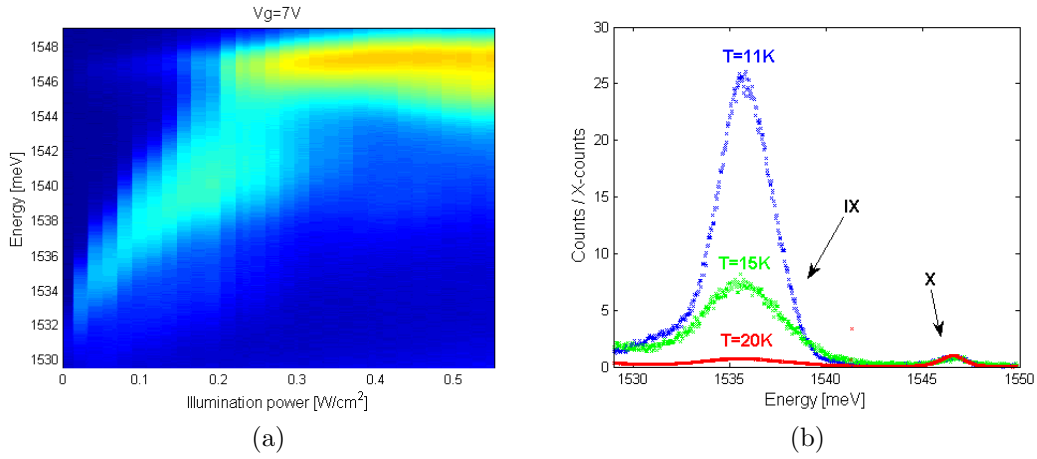 Vg=7V
1548
1546
1544
1542
1540
1538
1536
1534
1532
1530
Energy [meV]
0 0.1 0.2 0.3 0.4 0.5
Illumination power [W/cm²]
(a)
30
25
20
15
10
5
0
Counts / X-counts
T=11K
IX
T=15K
X
T=20K
1530 1535 1540 1545 1550
Energy [meV]
(b)